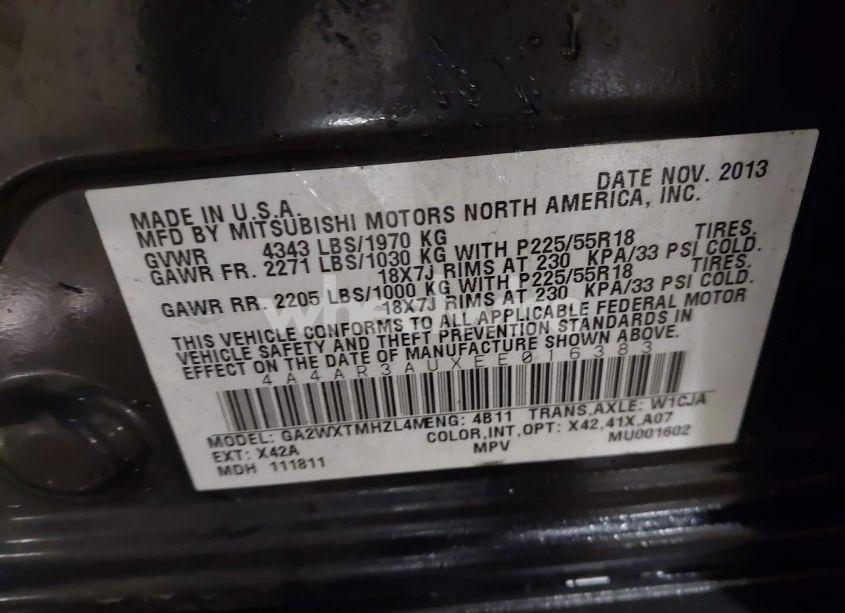 DATE NOV. 2013
MADE IN U.S.A.
MFD BY MITSUBISHI MOTORS NORTH AMERICA, INC.
GVWR 4343 LBS/1970 KG
GAWR FR. 2271 LBS/1030 KG WITH P225/55R18 TIRES.
18X7J RIMS AT 230 KPA/33 PSI COLD.
GAWR RR. 2205 LBS/1000 KG WITH P225/55R18 TIRES.
18X7J RIMS AT 230 KPA/33 PSI COLD.
THIS VEHICLE CONFORMS TO ALL APPLICABLE FEDERAL MOTOR
VEHICLE SAFETY AND THEFT PREVENTION STANDARDS IN
EFFECT ON THE DATE OF MANUFACTURE SHOWN ABOVE.
4A4AR3AUXEE016383
MODEL: GA2WXTMHZL4M ENG: 4B11 TRANS,AXLE: W1CJA
EXT: X42A COLOR,INT,OPT: X42,41X,A07
MDH 111811 MPV MU001602